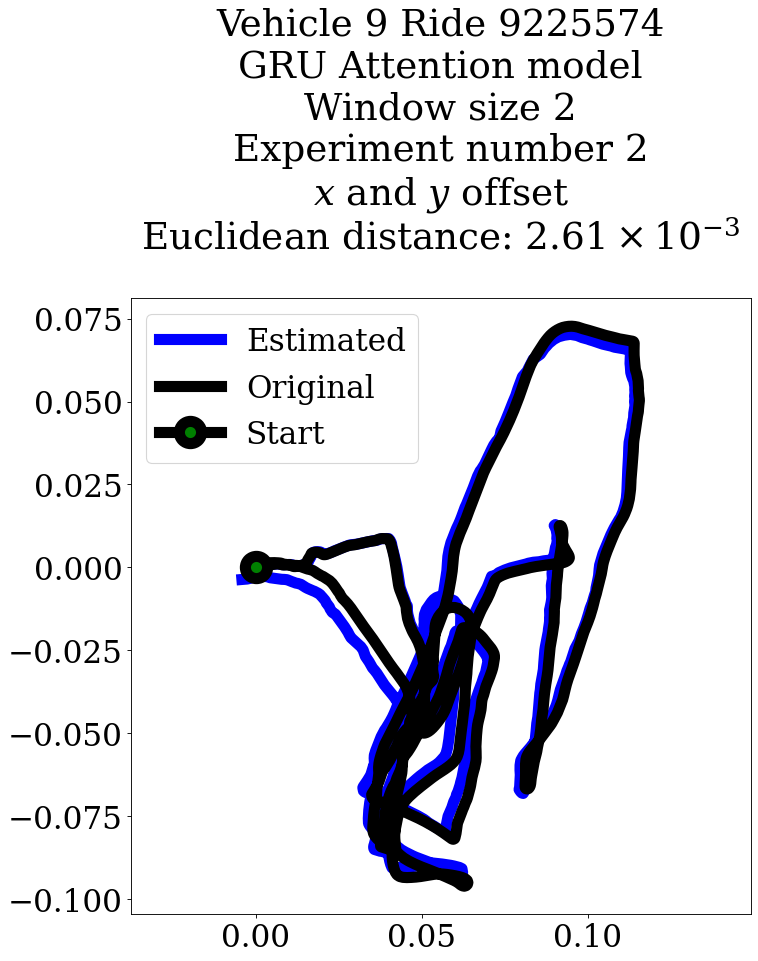 Vehicle 9 Ride 9225574
GRU Attention model
Window size 2
Experiment number 2
x and y offset
Euclidean distance: 2.61 × 10⁻³
0.075
0.050
0.025
0.000
−0.025
−0.050
−0.075
−0.100
Estimated
Original
Start
0.00 0.05 0.10